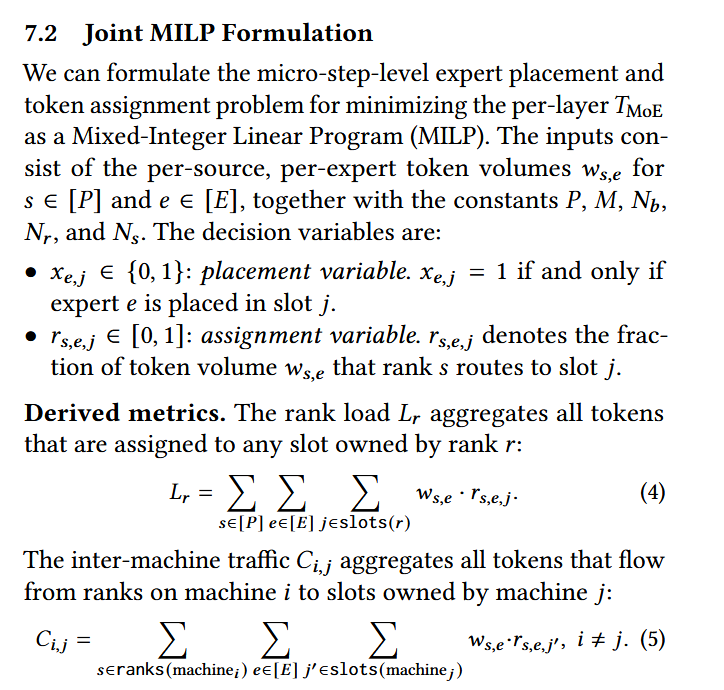 7.2 Joint MILP Formulation
We can formulate the micro-step-level expert placement and
token assignment problem for minimizing the per-layer T_MoE
as a Mixed-Integer Linear Program (MILP). The inputs con-
sist of the per-source, per-expert token volumes w_{s,e} for
s ∈ [P] and e ∈ [E], together with the constants P, M, N_b,
N_r, and N_s. The decision variables are:
• x_{e,j} ∈ {0, 1}: placement variable. x_{e,j} = 1 if and only if
expert e is placed in slot j.
• r_{s,e,j} ∈ [0, 1]: assignment variable. r_{s,e,j} denotes the frac-
tion of token volume w_{s,e} that rank s routes to slot j.
Derived metrics. The rank load L_r aggregates all tokens
that are assigned to any slot owned by rank r:
L_r = ∑_{s∈[P]} ∑_{e∈[E]} ∑_{j∈slots(r)} w_{s,e} · r_{s,e,j}. (4)
The inter-machine traffic C_{i,j} aggregates all tokens that flow
from ranks on machine i to slots owned by machine j:
C_{i,j} = ∑_{s∈ranks(machine_i)} ∑_{e∈[E]} ∑_{j′∈slots(machine_j)} w_{s,e}·r_{s,e,j′}, i ≠ j. (5)